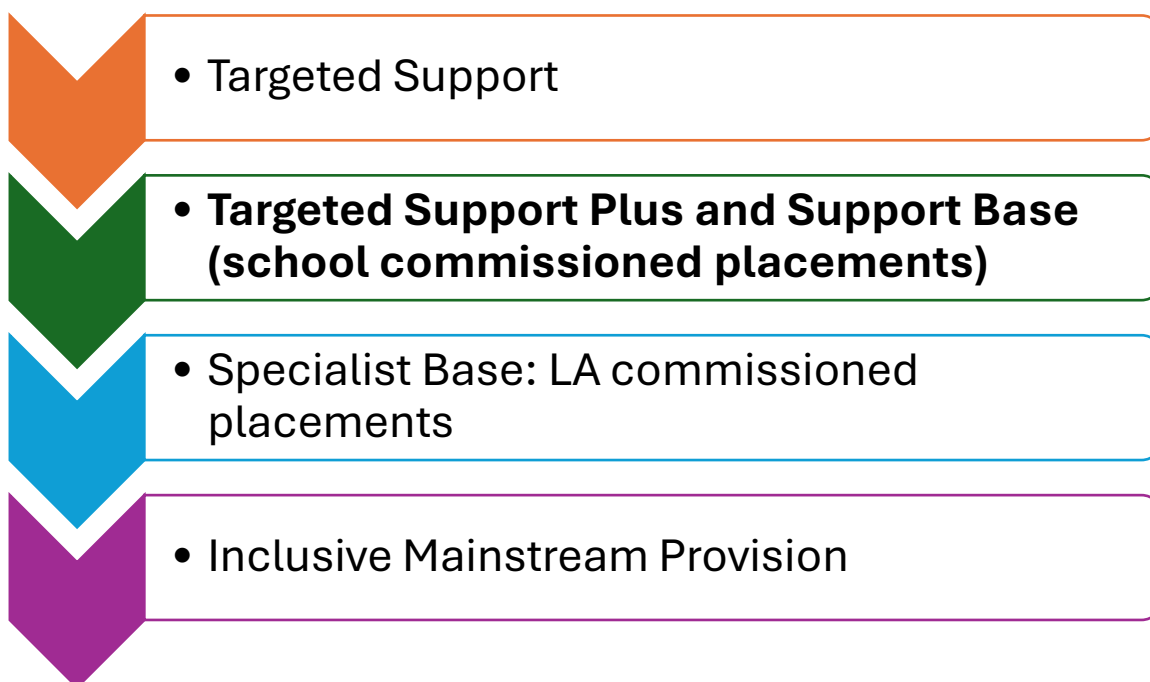 • Targeted Support
• Targeted Support Plus and Support Base
(school commissioned placements)
• Specialist Base: LA commissioned
placements
• Inclusive Mainstream Provision